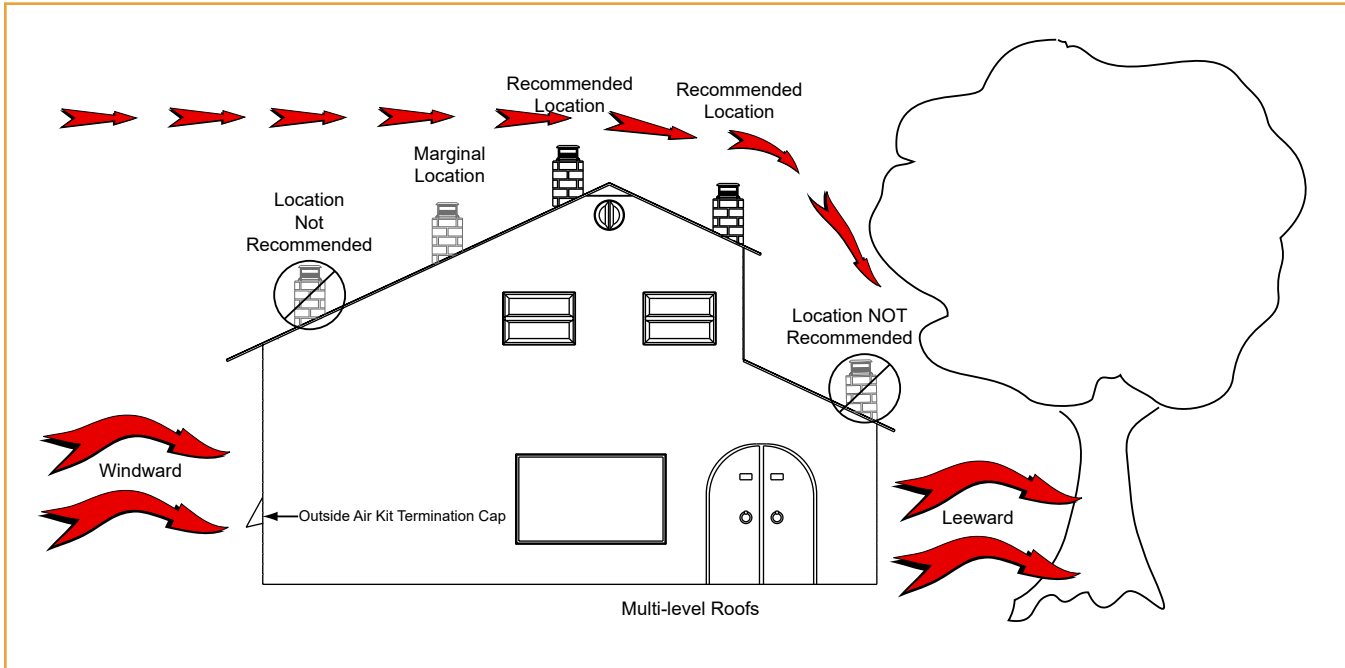 Recommended
Location
Recommended
Location
Marginal
Location
Location
Not
Recommended
Location NOT
Recommended
Windward
Outside Air Kit Termination Cap
Leeward
Multi-level Roofs